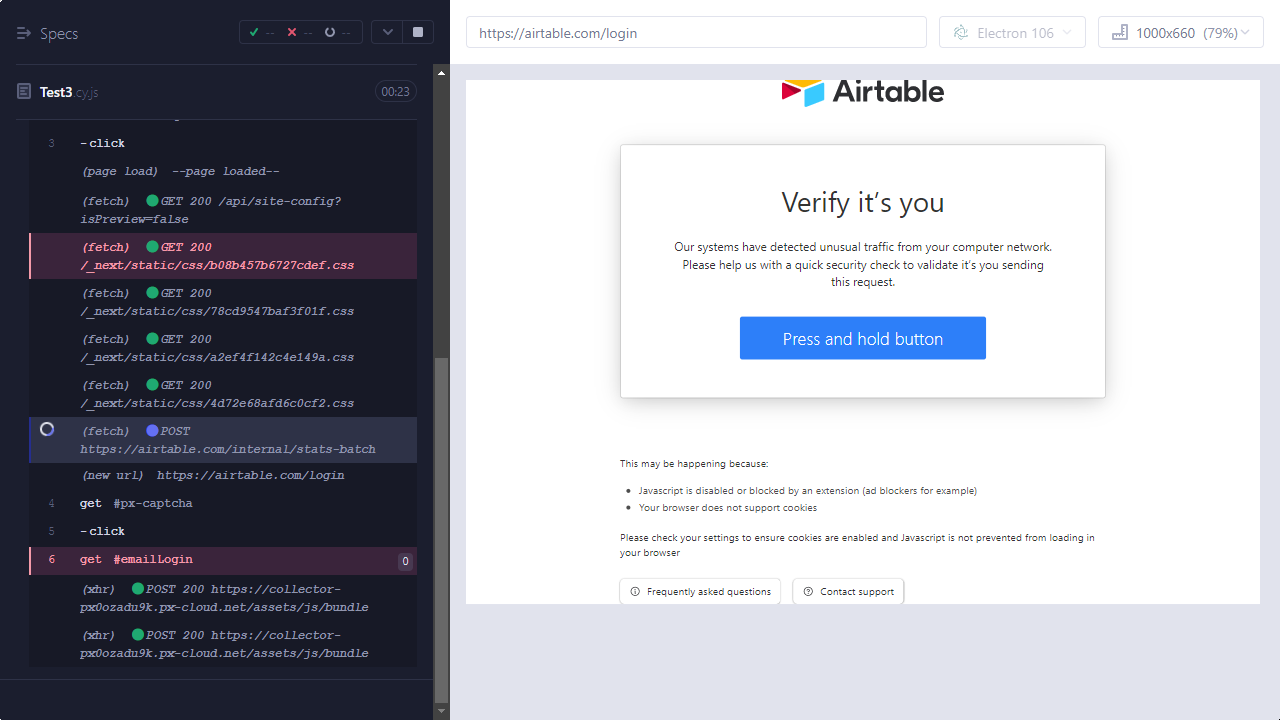 Specs
-- -- --
Test3 cy.js
00:23
3 -click
(page load) --page loaded--
(fetch) GET 200 /api/site-config?
isPreview=false
(fetch) GET 200
/_next/static/css/b08b457b6727cdef.css
(fetch) GET 200
/_next/static/css/78cd9547baf3f01f.css
(fetch) GET 200
/_next/static/css/a2ef4f142c4e149a.css
(fetch) GET 200
/_next/static/css/4d72e68afd6c0cf2.css
(fetch) POST
https://airtable.com/internal/stats-batch
(new url) https://airtable.com/login
4 get #px-captcha
5 -click
6 get #emailLogin 0
(xhr) POST 200 https://collector-
px0ozadu9k.px-cloud.net/assets/js/bundle
(xhr) POST 200 https://collector-
px0ozadu9k.px-cloud.net/assets/js/bundle
https://airtable.com/login
Electron 106
1000x660 (79%)
Airtable
Verify it’s you
Our systems have detected unusual traffic from your computer network.
Please help us with a quick security check to validate it’s you sending
this request.
Press and hold button
This may be happening because:
• Javascript is disabled or blocked by an extension (ad blockers for example)
• Your browser does not support cookies
Please check your settings to ensure cookies are enabled and Javascript is not prevented from loading in
your browser
Frequently asked questions
Contact support